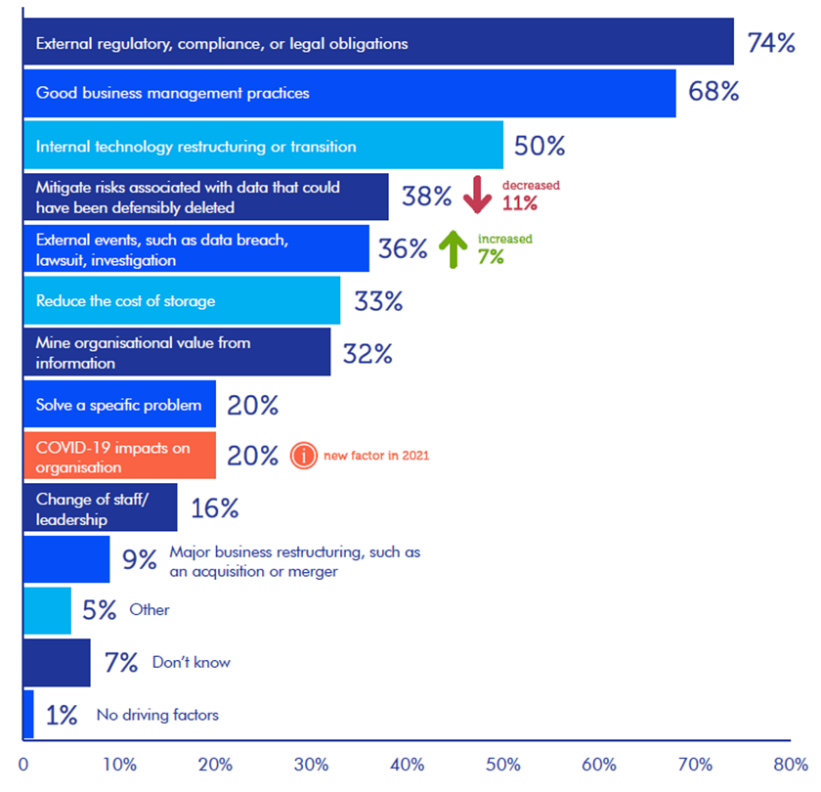 External regulatory, compliance, or legal obligations 74%
Good business management practices 68%
Internal technology restructuring or transition 50%
Mitigate risks associated with data that could
have been defensibly deleted
38%
decreased
11%
External events, such as data breach,
lawsuit, investigation
36%
increased
7%
Reduce the cost of storage 33%
Mine organisational value from
information
32%
Solve a specific problem 20%
COVID-19 impacts on
organisation
20%
i new factor in 2021
Change of staff/
leadership
16%
9%
Major business restructuring, such as
an acquisition or merger
5% Other
7% Don't know
1% No driving factors
0 10% 20% 30% 40% 50% 60% 70% 80%